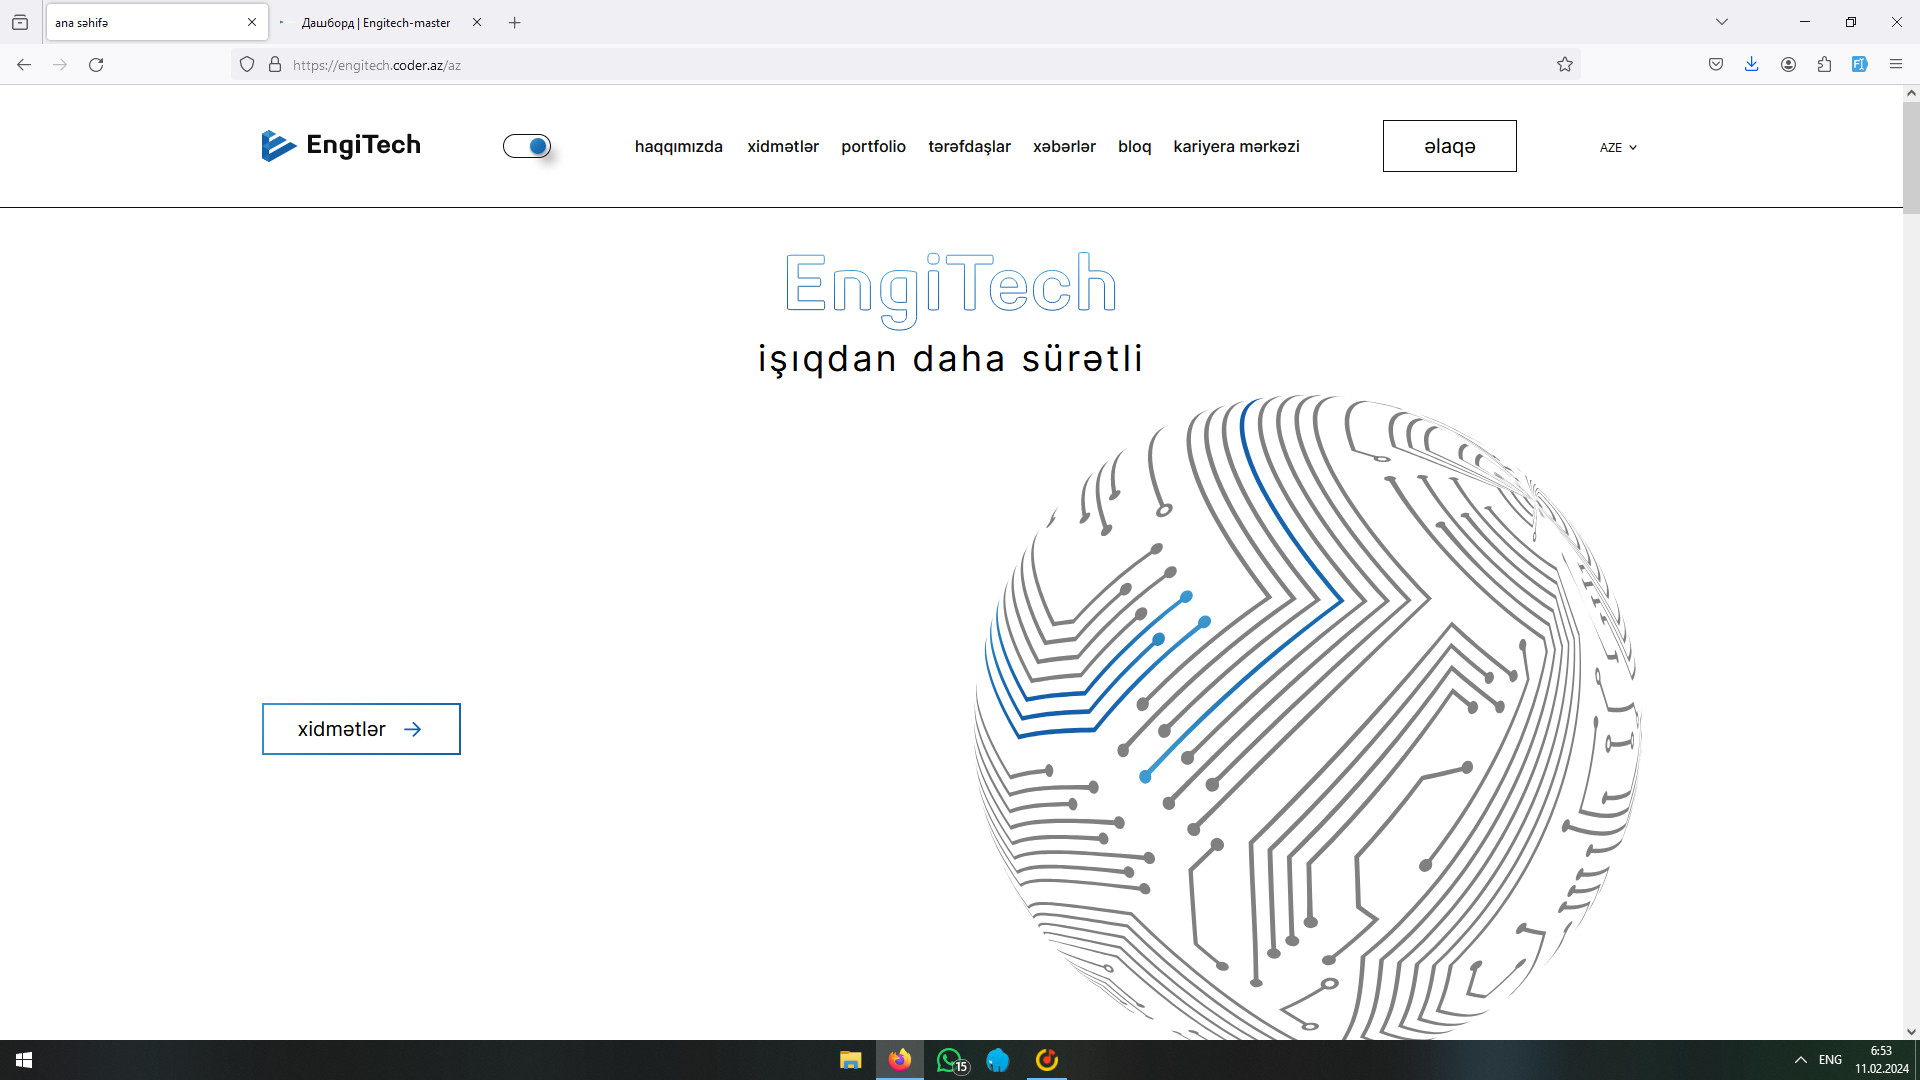 ana səhifə
Дашборд | Engitech-master
https://engitech.coder.az/az
EngiTech
haqqımızda xidmətlər portfolio tərəfdaşlar xəbərlər bloq kariyera mərkəzi
əlaqə
AZE
EngiTech
işıqdan daha sürətli
xidmətlər
15
ENG
6:53
11.02.2024